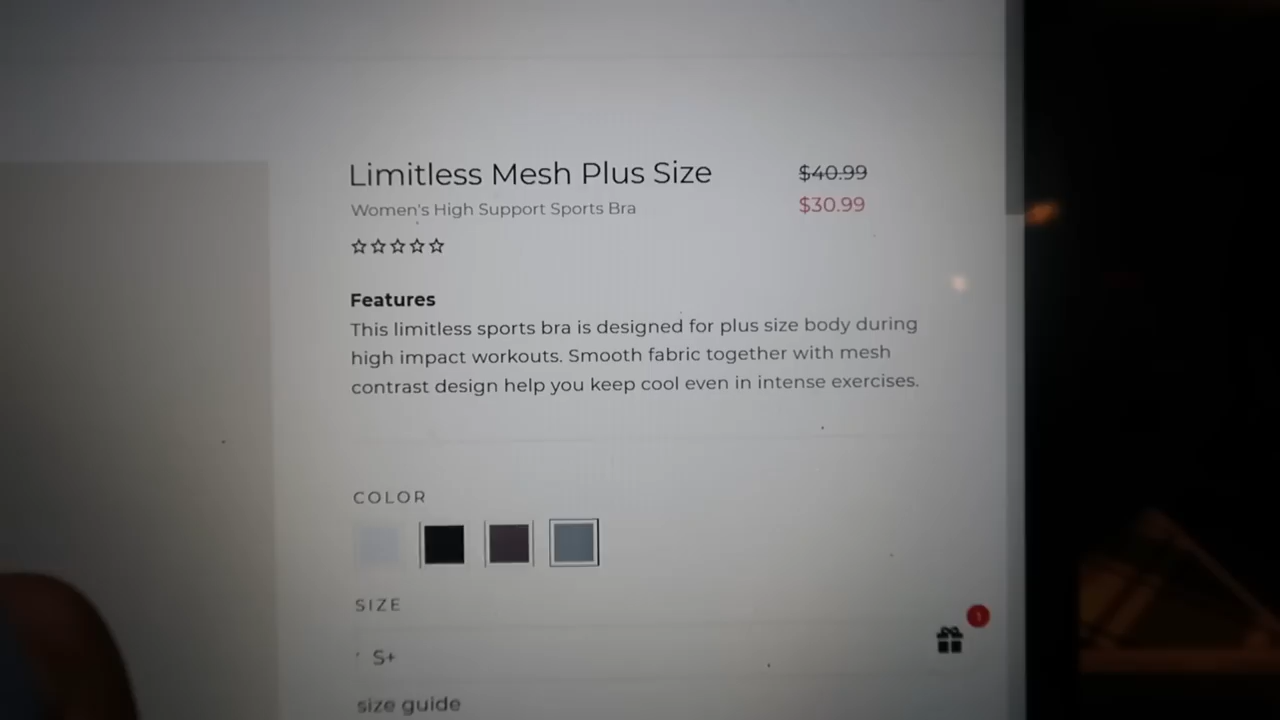 Limitless Mesh Plus Size
$40.99
Women's High Support Sports Bra
$30.99
Features
This limitless sports bra is designed for plus size body during
high impact workouts. Smooth fabric together with mesh
contrast design help you keep cool even in intense exercises.
COLOR
SIZE
S+
1
size guide